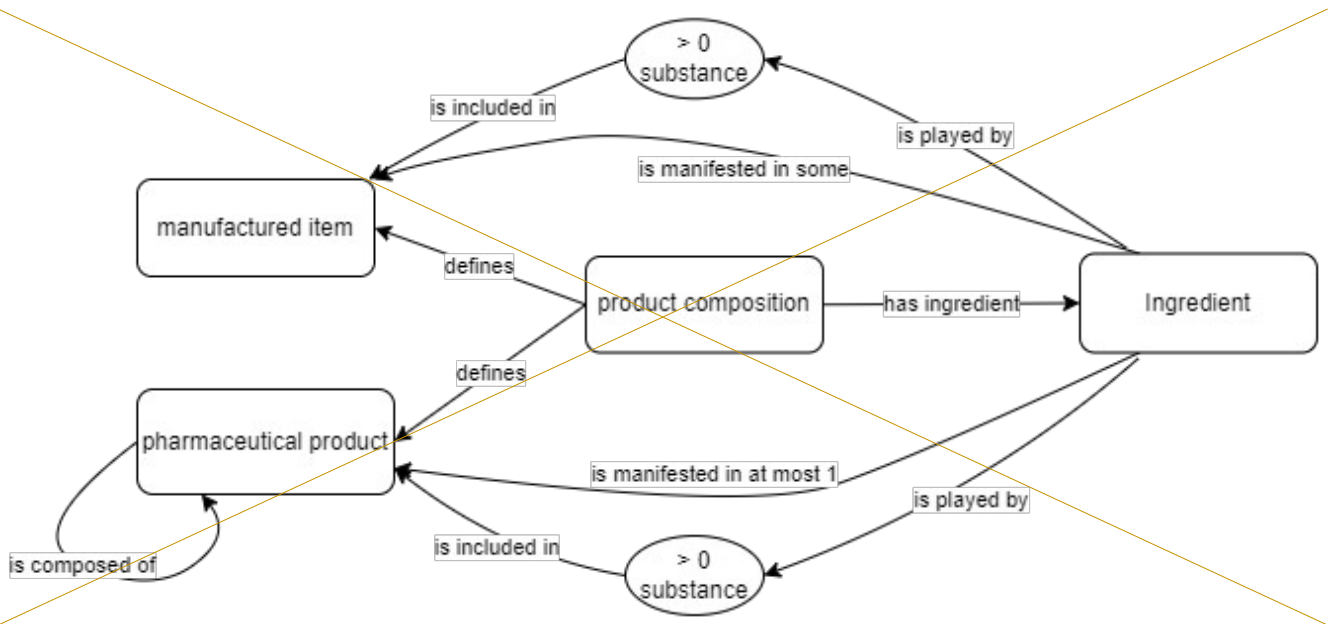 > 0
substance
is included in
is played by
is manifested in some
manufactured item
defines
product composition
has ingredient
Ingredient
defines
pharmaceutical product
is manifested in at most 1
is played by
is included in
is composed of
> 0
substance